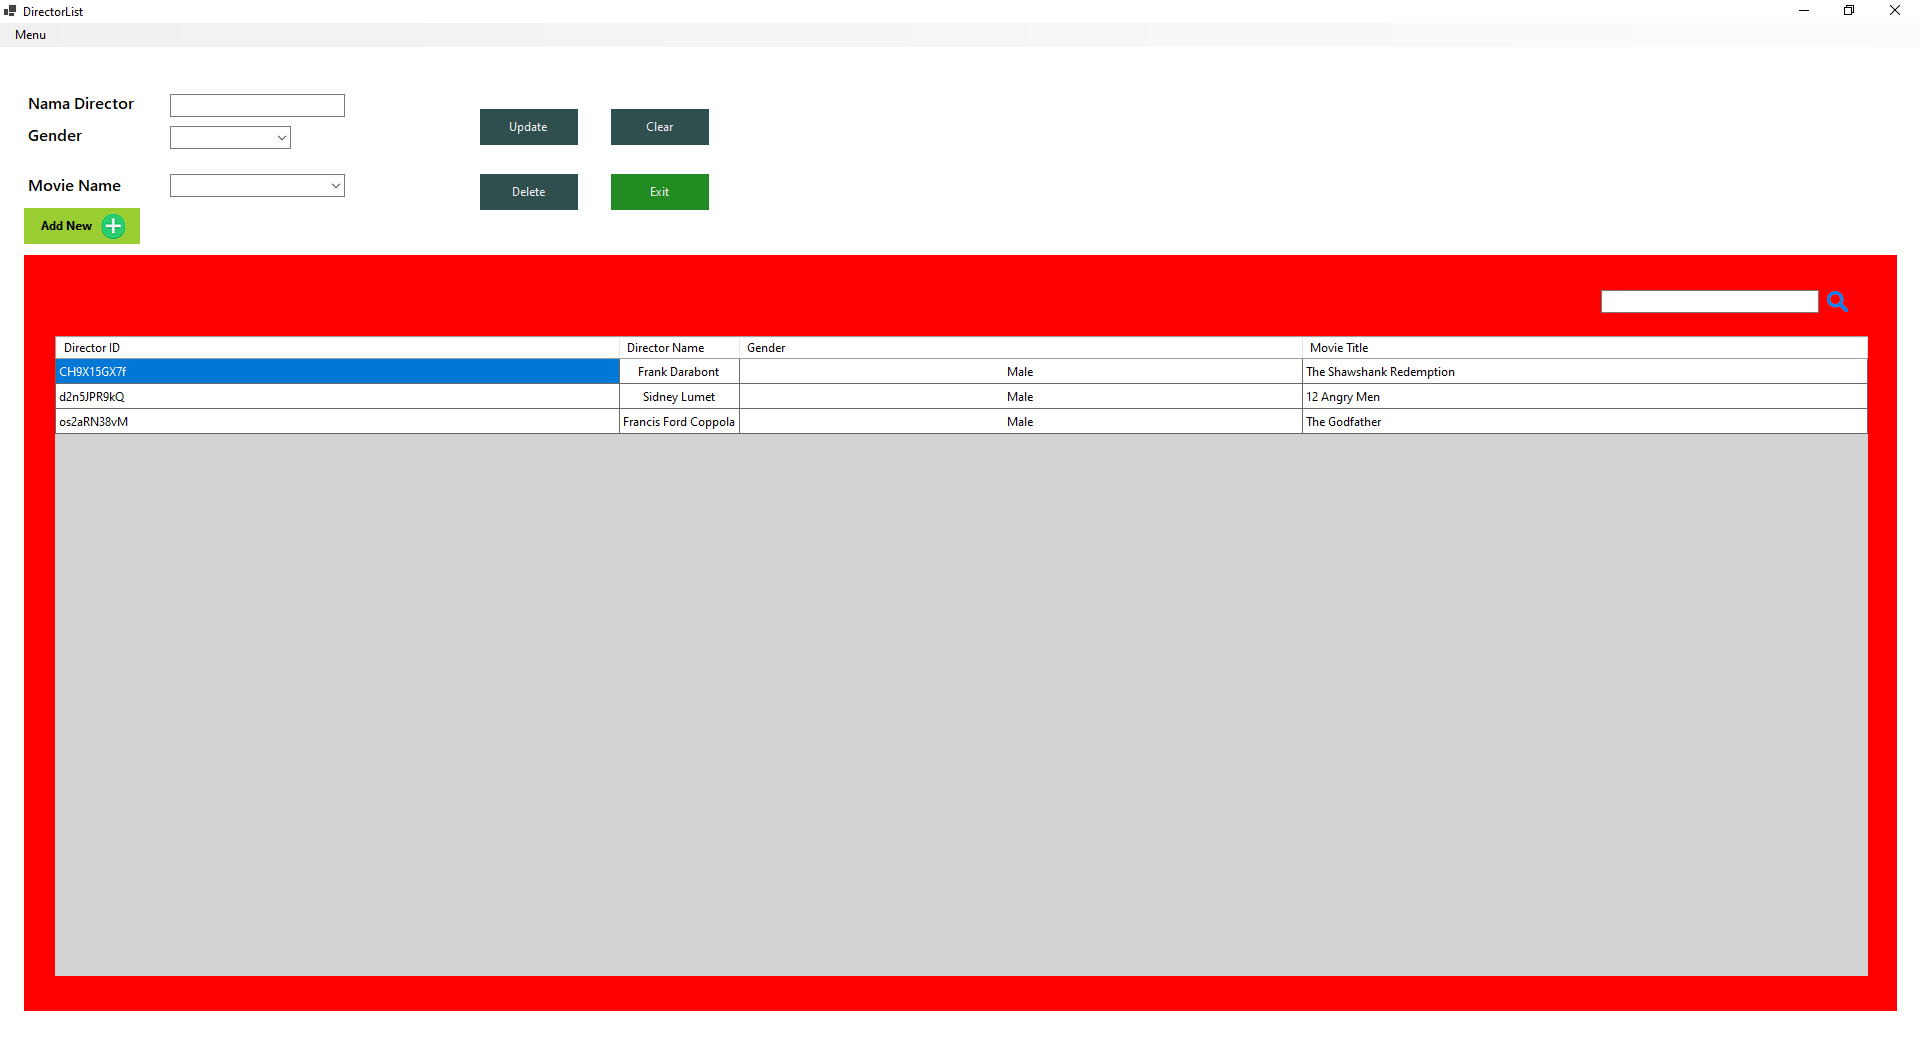 DirectorList
Menu
Nama Director
Gender
Movie Name
Add New
Update
Clear
Delete
Exit
Director ID Director Name Gender Movie Title
CH9X15GX7f Frank Darabont Male The Shawshank Redemption
d2n5JPR9kQ Sidney Lumet Male 12 Angry Men
os2aRN38vM Francis Ford Coppola Male The Godfather